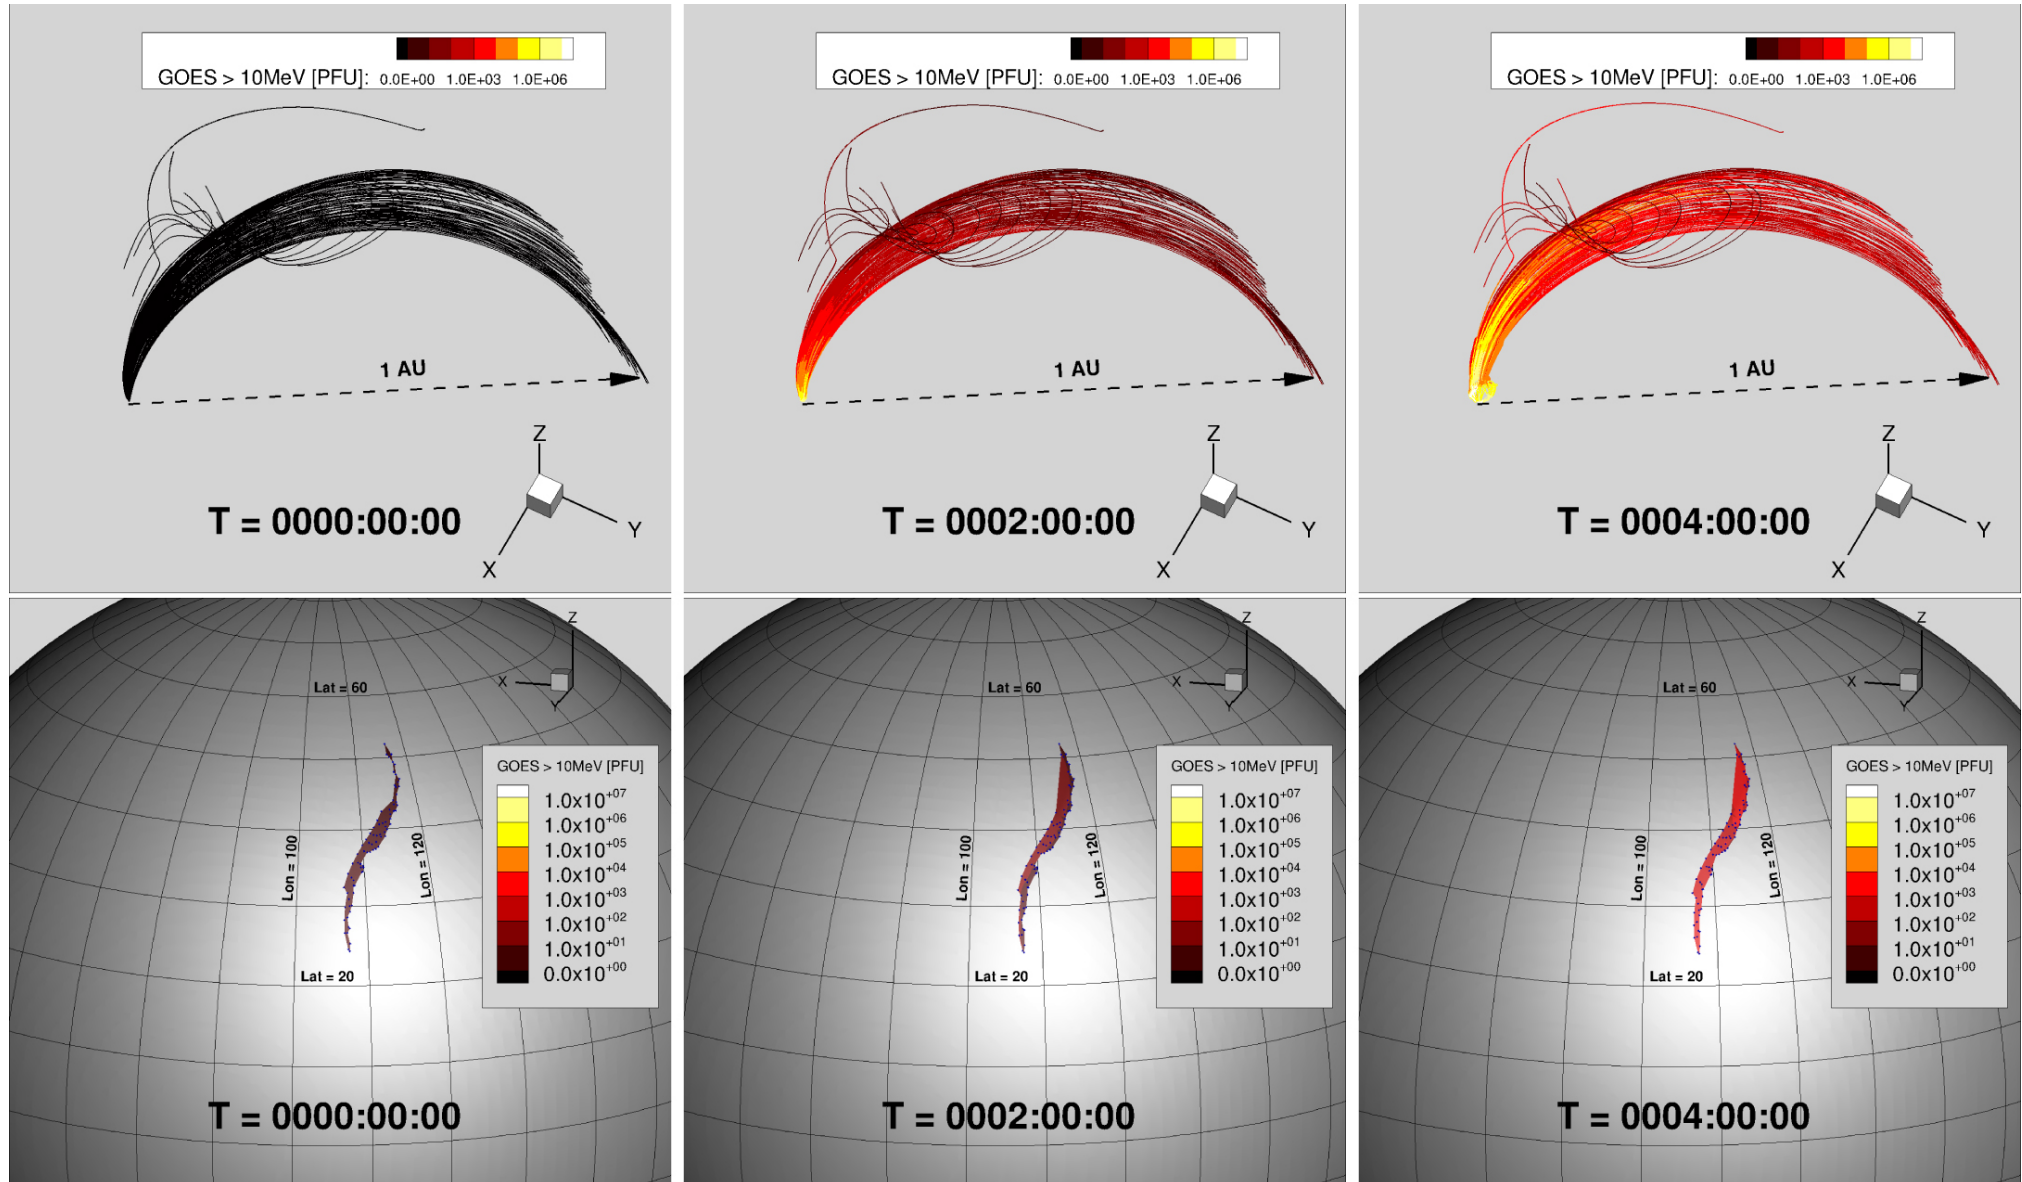 GOES > 10MeV [PFU]: 0.0E+00 1.0E+03 1.0E+06
1 AU
Z
Y
X
T = 0000:00:00
GOES > 10MeV [PFU]: 0.0E+00 1.0E+03 1.0E+06
1 AU
Z
Y
X
T = 0002:00:00
GOES > 10MeV [PFU]: 0.0E+00 1.0E+03 1.0E+06
1 AU
Z
Y
X
T = 0004:00:00
Z
X
Y
Lat = 60
GOES > 10MeV [PFU]
1.0x10+07
1.0x10+06
1.0x10+05
1.0x10+04
1.0x10+03
1.0x10+02
1.0x10+01
0.0x10+00
Lon = 100
Lon = 120
Lat = 20
T = 0000:00:00
Z
X
Y
Lat = 60
GOES > 10MeV [PFU]
1.0x10+07
1.0x10+06
1.0x10+05
1.0x10+04
1.0x10+03
1.0x10+02
1.0x10+01
0.0x10+00
Lon = 100
Lon = 120
Lat = 20
T = 0002:00:00
Z
X
Y
Lat = 60
GOES > 10MeV [PFU]
1.0x10+07
1.0x10+06
1.0x10+05
1.0x10+04
1.0x10+03
1.0x10+02
1.0x10+01
0.0x10+00
Lon = 100
Lon = 120
Lat = 20
T = 0004:00:00